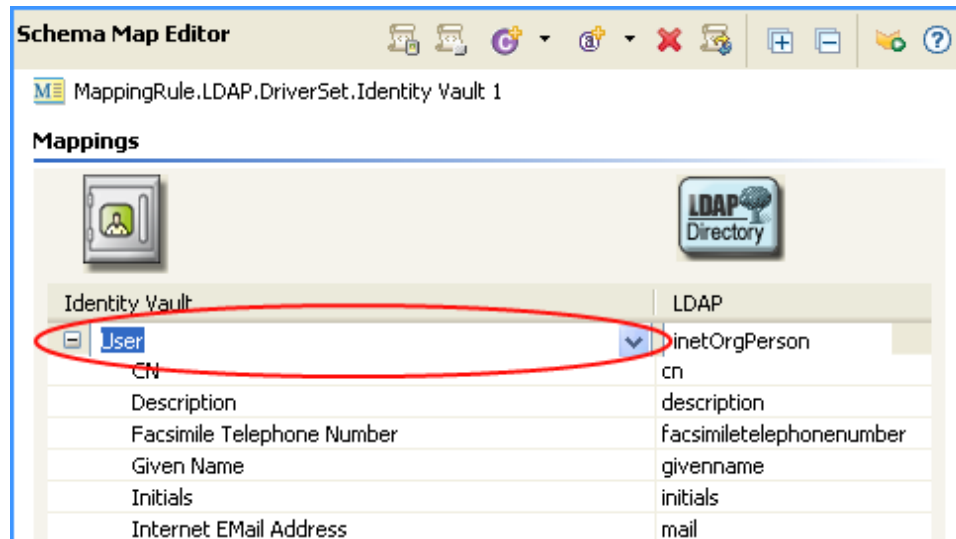 Schema Map Editor
MappingRule.LDAP.DriverSet.Identity Vault 1
Mappings
LDAP
Directory
Identity Vault LDAP
User inetOrgPerson
CN cn
Description description
Facsimile Telephone Number facsimiletelephonenumber
Given Name givenname
Initials initials
Internet EMail Address mail